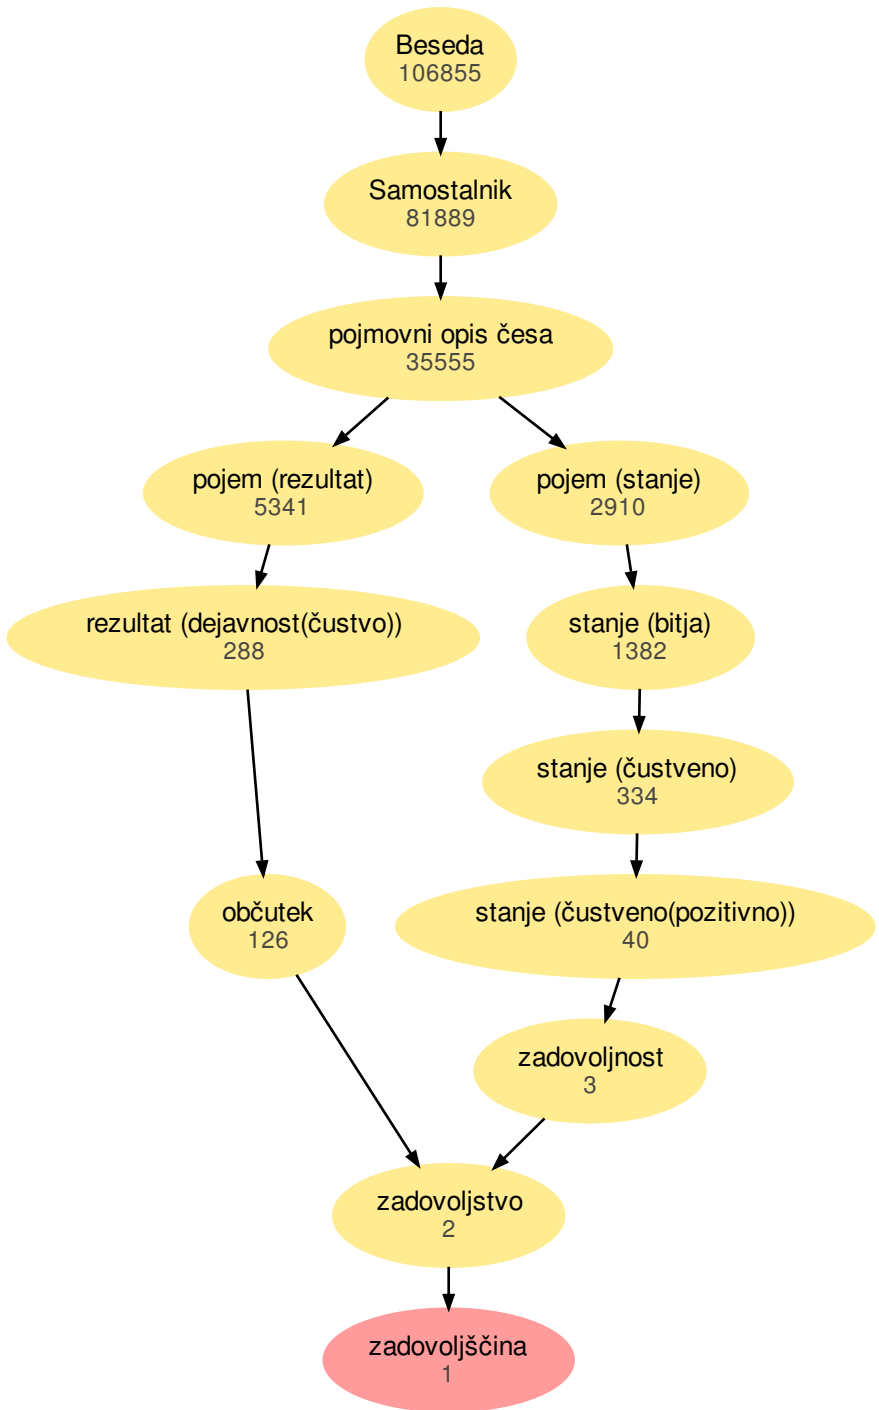 Beseda
106855
Samostalnik
81889
pojmovni opis česa
35555
pojem (rezultat)
5341
pojem (stanje)
2910
rezultat (dejavnost(čustvo))
288
stanje (bitja)
1382
stanje (čustveno)
334
občutek
126
stanje (čustveno(pozitivno))
40
zadovoljnost
3
zadovoljstvo
2
zadovoljščina
1